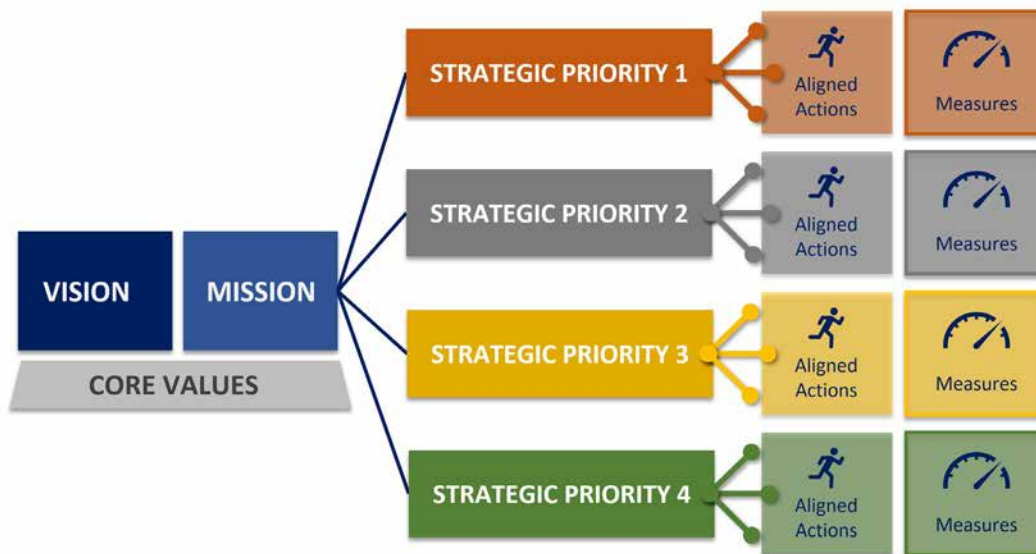 VISION
MISSION
CORE VALUES
STRATEGIC PRIORITY 1
Aligned
Actions
Measures
STRATEGIC PRIORITY 2
Aligned
Actions
Measures
STRATEGIC PRIORITY 3
Aligned
Actions
Measures
STRATEGIC PRIORITY 4
Aligned
Actions
Measures